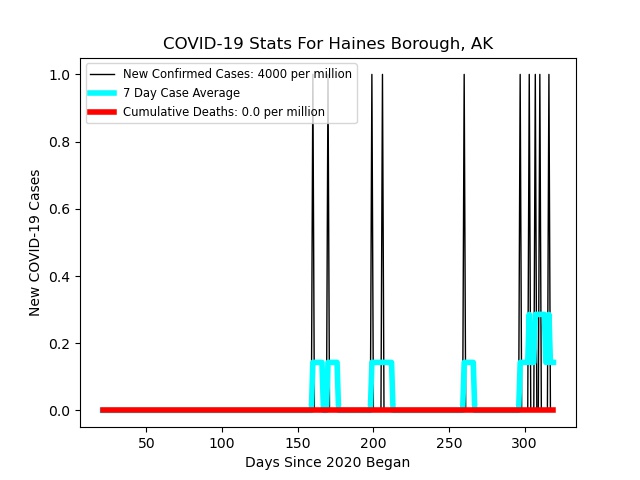 COVID-19 Stats For Haines Borough, AK
New Confirmed Cases: 4000 per million
7 Day Case Average
Cumulative Deaths: 0.0 per million
New COVID-19 Cases
1.0
0.8
0.6
0.4
0.2
0.0
50 100 150 200 250 300
Days Since 2020 Began